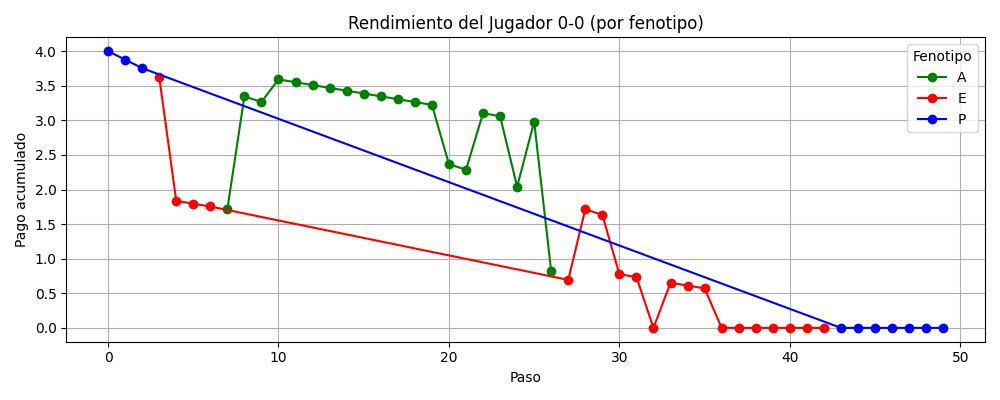 Rendimiento del Jugador 0-0 (por fenotipo)
Pago acumulado
4.0
3.5
3.0
2.5
2.0
1.5
1.0
0.5
0.0
Fenotipo
A
E
P
0 10 20 30 40 50
Paso